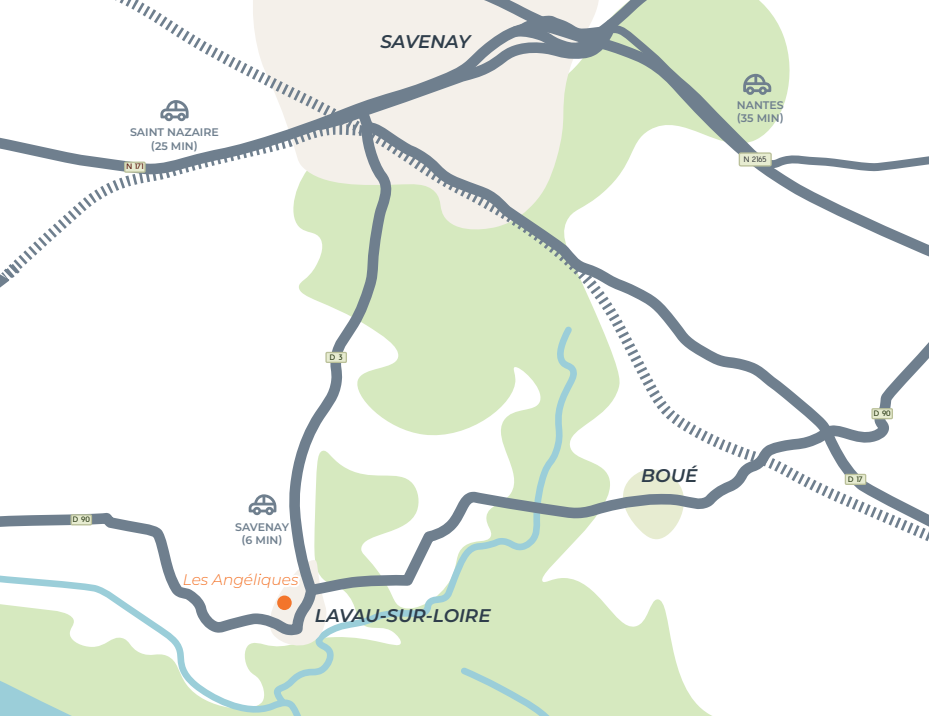 SAVENAY
NANTES
(35 MIN)
SAINT NAZAIRE
(25 MIN)
N 171
N 2165
D 3
D 90
BOUÉ
D 17
D 90
SAVENAY
(6 MIN)
Les Angéliques
LAVAU-SUR-LOIRE